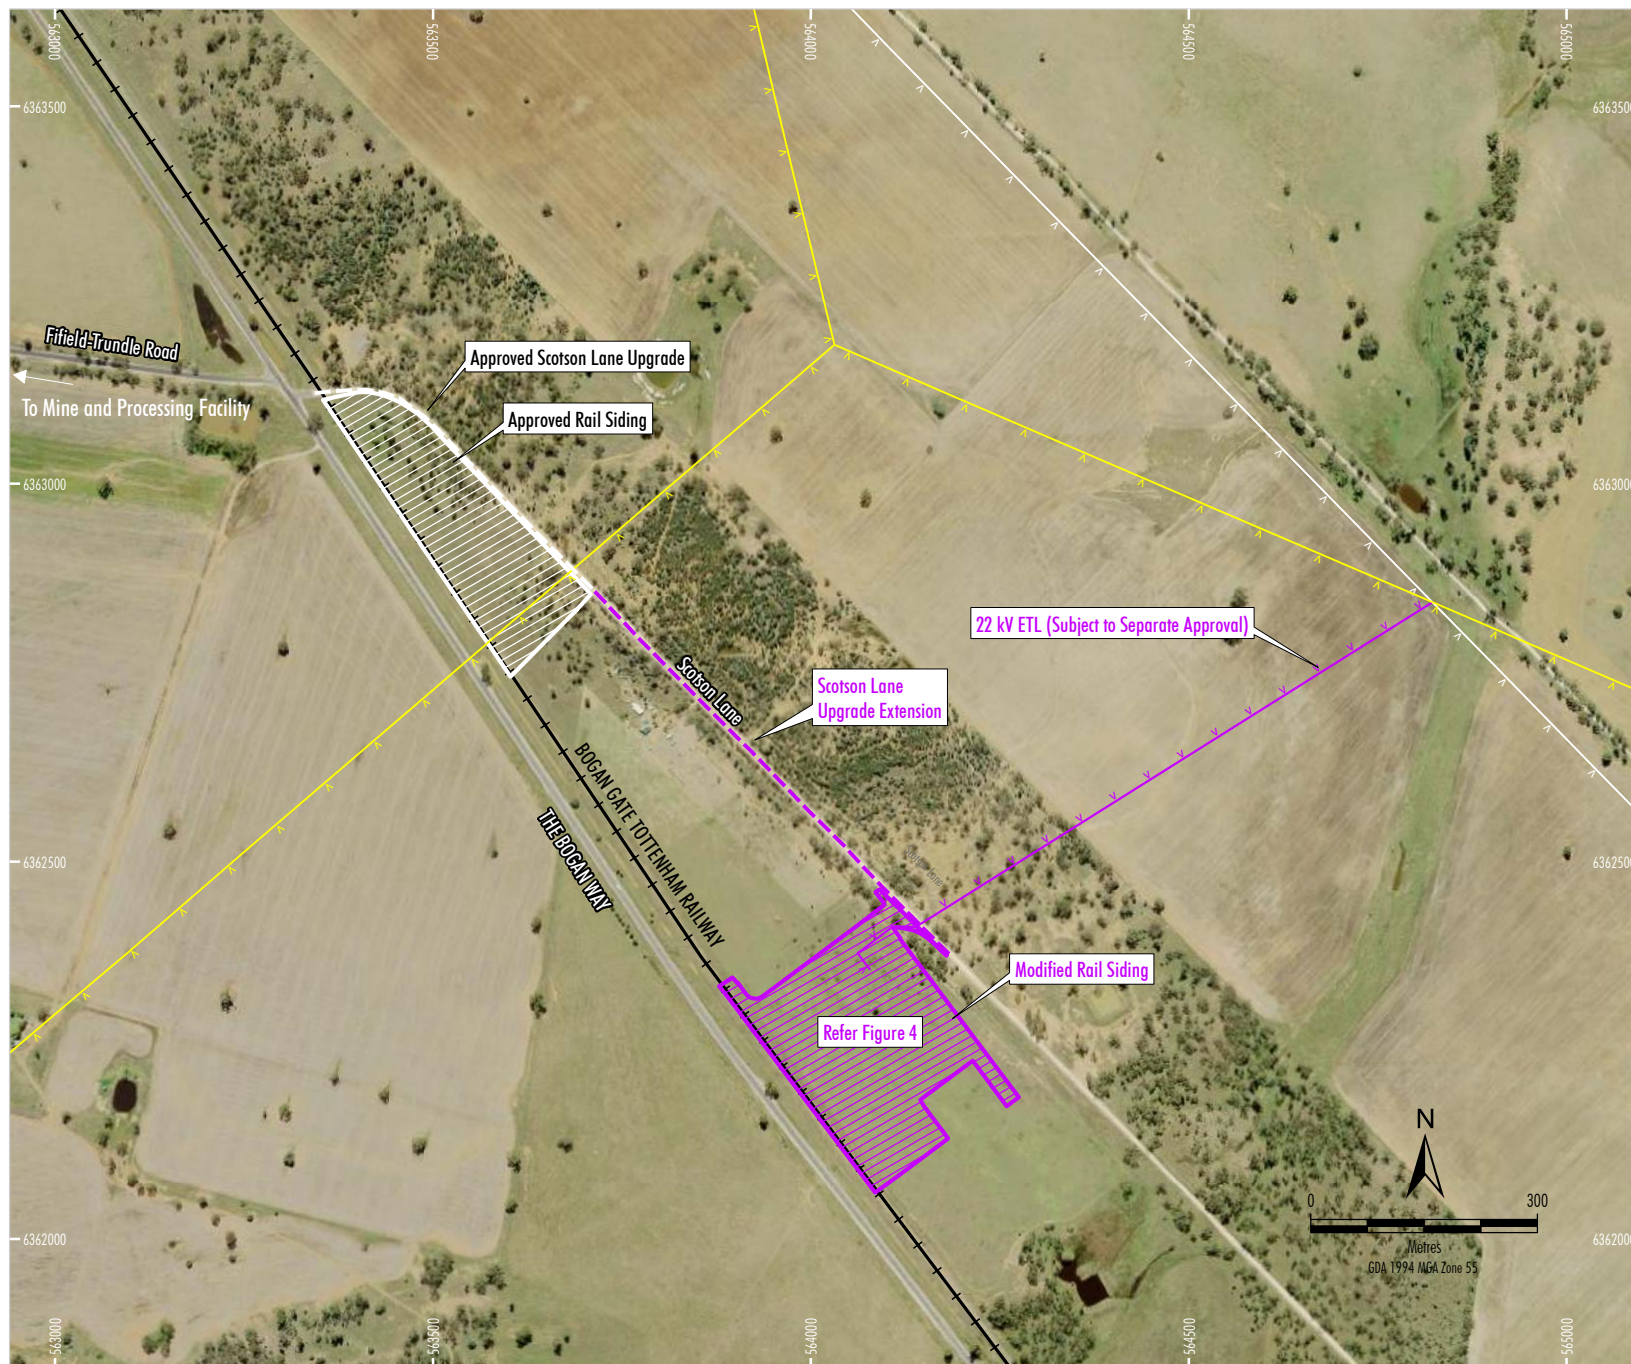 563000
563500
564000
564500
565000
6363500
6363500
Fifield-Trundle Road
Approved Scotson Lane Upgrade
To Mine and Processing Facility
Approved Rail Siding
6363000
6363000
22 kV ETL (Subject to Separate Approval)
Scotson Lane
Scotson Lane
Upgrade Extension
BOGAN GATE TOTTENHAM RAILWAY
THE BOGAN WAY
6362500
6362500
Scotson Lane
Modified Rail Siding
Refer Figure 4
N
0
300
Metres
GDA 1994 MGA Zone 55
6362000
6362000
563000
563500
564000
564500
565000